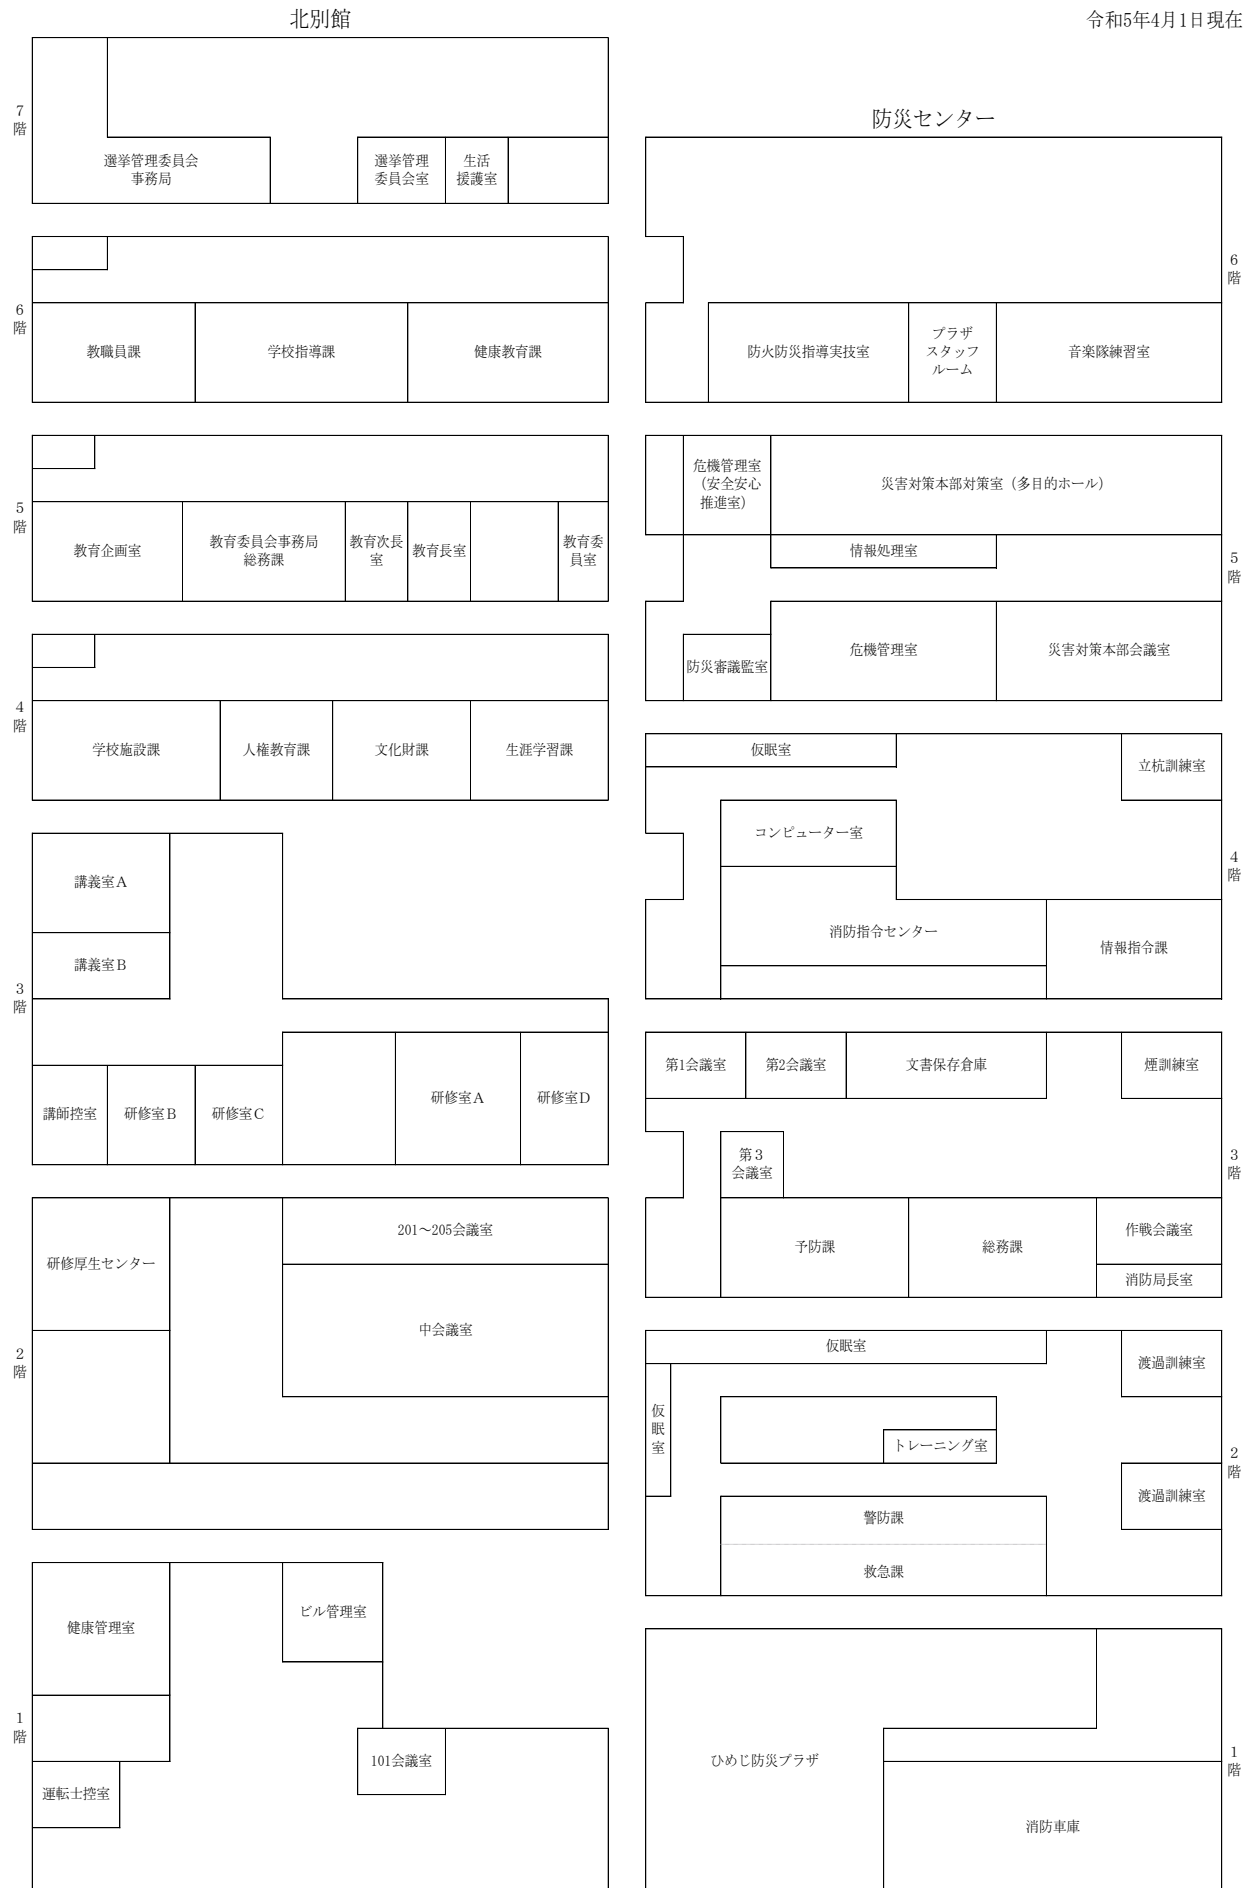 北別館
令和5年4月1日現在
7
階
選挙管理委員会
事務局
選挙管理
委員会室
生活
援護室
6
階
教職員課
学校指導課
健康教育課
5
階
教育企画室
教育委員会事務局
総務課
教育次長
室
教育長室
教育委
員室
4
階
学校施設課
人権教育課
文化財課
生涯学習課
3
階
講義室A
講義室B
講師控室
研修室B
研修室C
研修室A
研修室D
2
階
研修厚生センター
201～205会議室
中会議室
1
階
健康管理室
ビル管理室
101会議室
運転士控室
防災センター
6
階
防火防災指導実技室
プラザ
スタッフ
ルーム
音楽隊練習室
5
階
危機管理室
（安全安心
推進室）
災害対策本部対策室（多目的ホール）
情報処理室
防災審議監室
危機管理室
災害対策本部会議室
4
階
仮眠室
立杭訓練室
コンピューター室
消防指令センター
情報指令課
3
階
第1会議室
第2会議室
文書保存倉庫
煙訓練室
第３
会議室
予防課
総務課
作戦会議室
消防局長室
2
階
仮眠室
渡過訓練室
仮
眠
室
トレーニング室
渡過訓練室
警防課
救急課
1
階
ひめじ防災プラザ
消防車庫